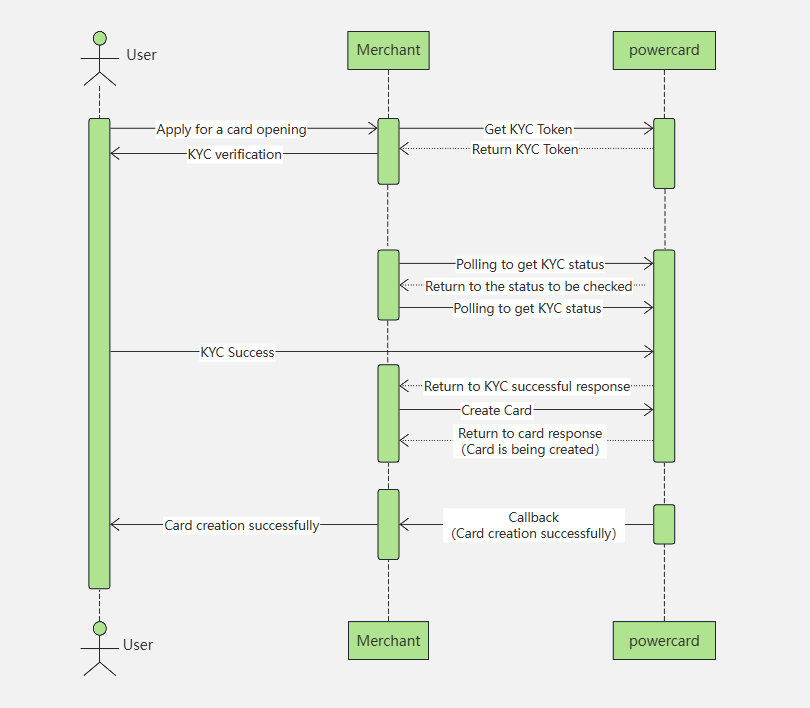 User
Merchant
powercard
Apply for a card opening
Get KYC Token
Return KYC Token
KYC verification
Polling to get KYC status
Return to the status to be checked
Polling to get KYC status
KYC Success
Return to KYC successful response
Create Card
Return to card response
(Card is being created)
Callback
(Card creation successfully)
Card creation successfully
User
Merchant
powercard